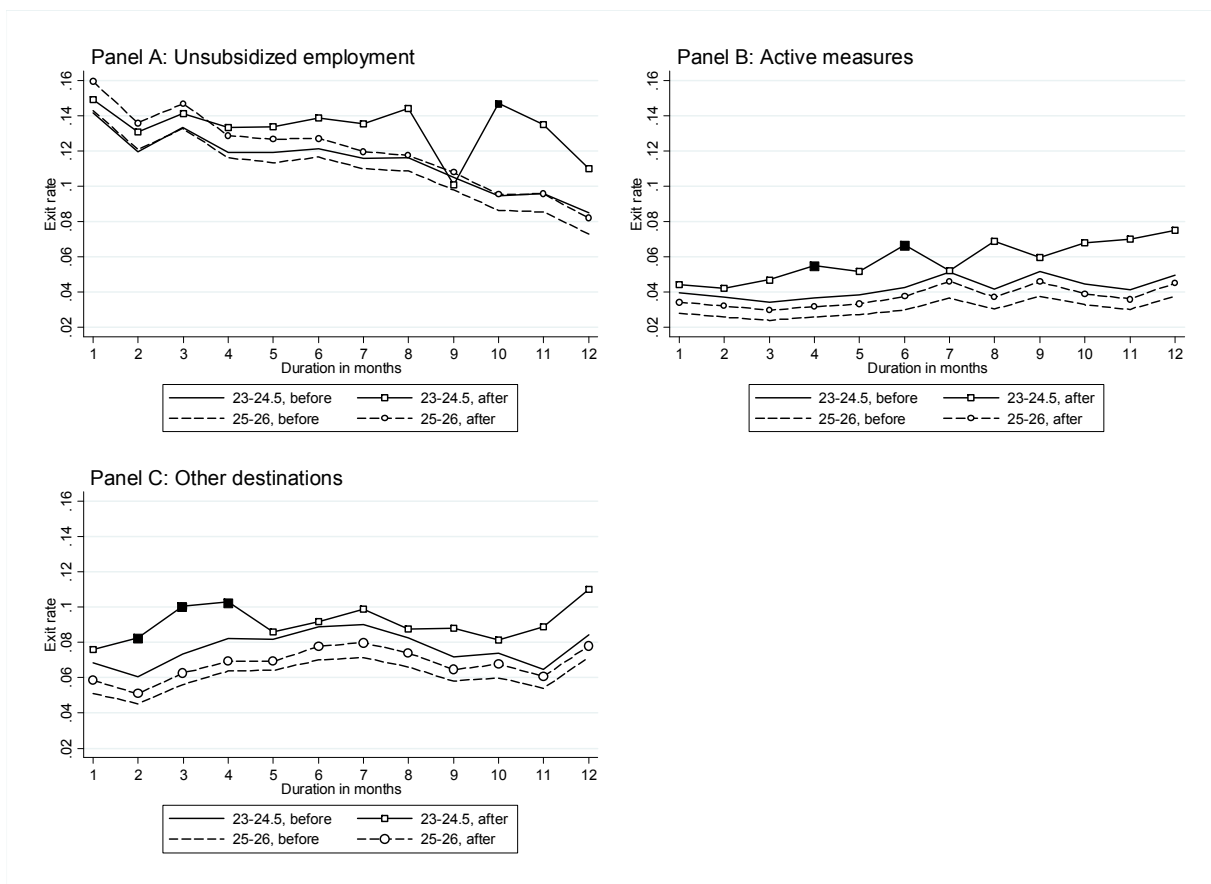 Panel A: Unsubsidized employment
Exit rate
.16
.14
.12
.1
.08
.06
.04
.02
1 2 3 4 5 6 7 8 9 10 11 12
Duration in months
23-24.5, before 23-24.5, after
25-26, before 25-26, after
Panel B: Active measures
Exit rate
.16
.14
.12
.1
.08
.06
.04
.02
1 2 3 4 5 6 7 8 9 10 11 12
Duration in months
23-24.5, before 23-24.5, after
25-26, before 25-26, after
Panel C: Other destinations
Exit rate
.16
.14
.12
.1
.08
.06
.04
.02
1 2 3 4 5 6 7 8 9 10 11 12
Duration in months
23-24.5, before 23-24.5, after
25-26, before 25-26, after